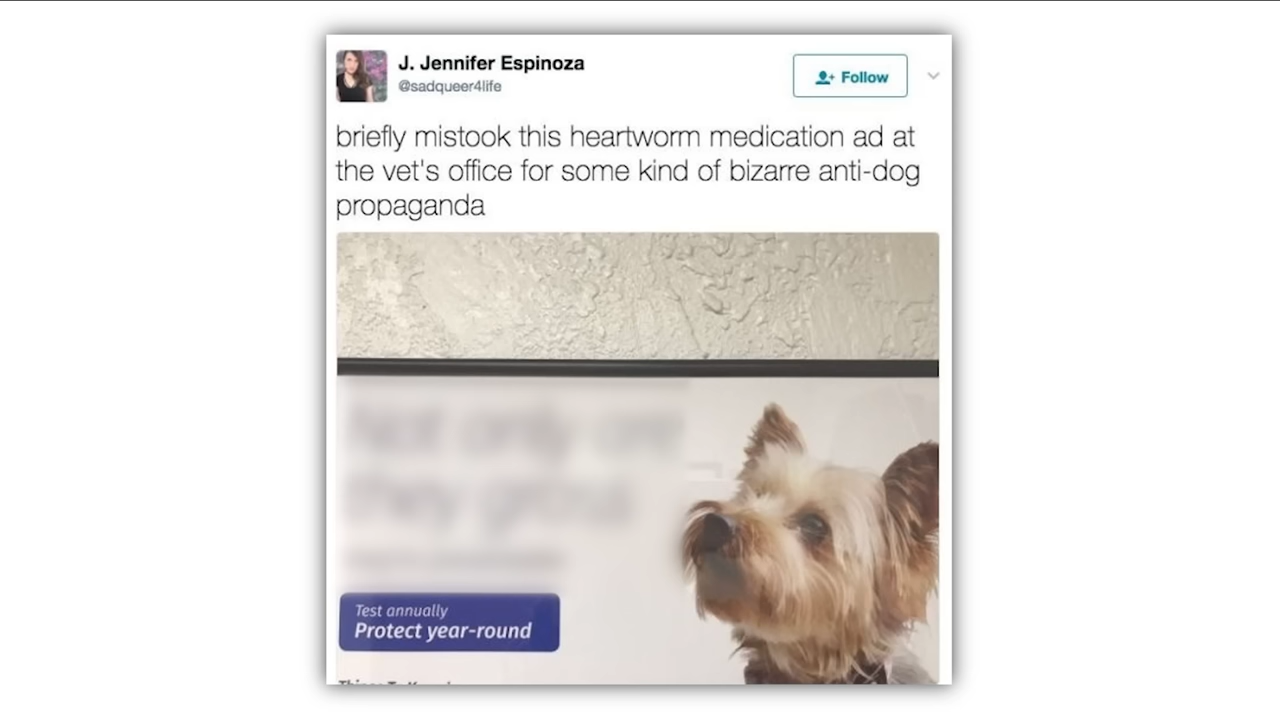 J. Jennifer Espinoza
@sadqueer4life
Follow
briefly mistook this heartworm medication ad at
the vet's office for some kind of bizarre anti-dog
propaganda
Test annually
Protect year-round